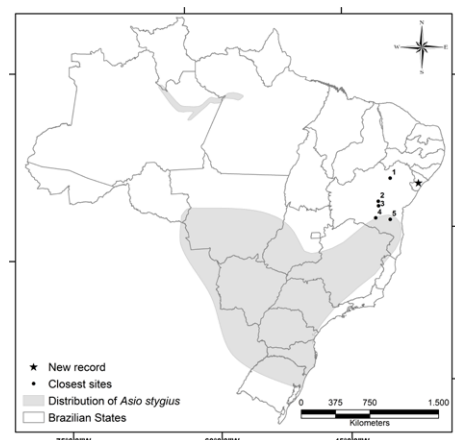 N
W
E
S
1
2
3
4
5
New record
Closest sites
Distribution of Asio stygius
Brazilian States
0 375 750 1.500
Kilometers